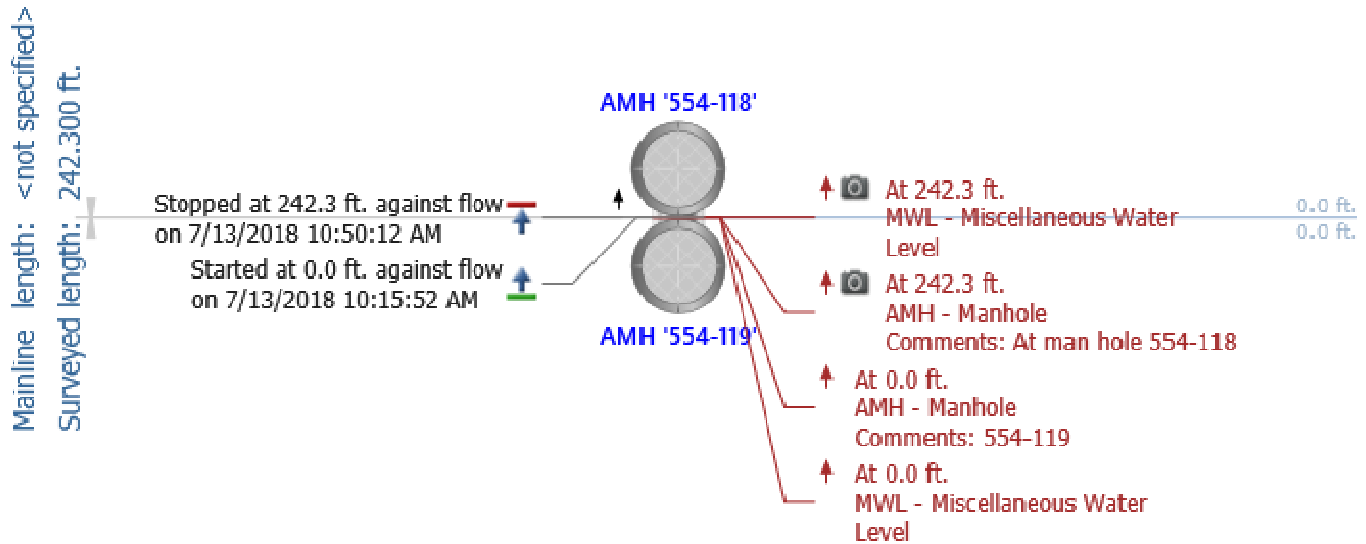 Mainline length: <not specified>
Surveyed length: 242.300 ft.
AMH '554-118'
Stopped at 242.3 ft. against flow
on 7/13/2018 10:50:12 AM
Started at 0.0 ft. against flow
on 7/13/2018 10:15:52 AM
AMH '554-119'
At 242.3 ft.
MWL - Miscellaneous Water
Level
At 242.3 ft.
AMH - Manhole
Comments: At man hole 554-118
At 0.0 ft.
AMH - Manhole
Comments: 554-119
At 0.0 ft.
MWL - Miscellaneous Water
Level
0.0 ft.
0.0 ft.